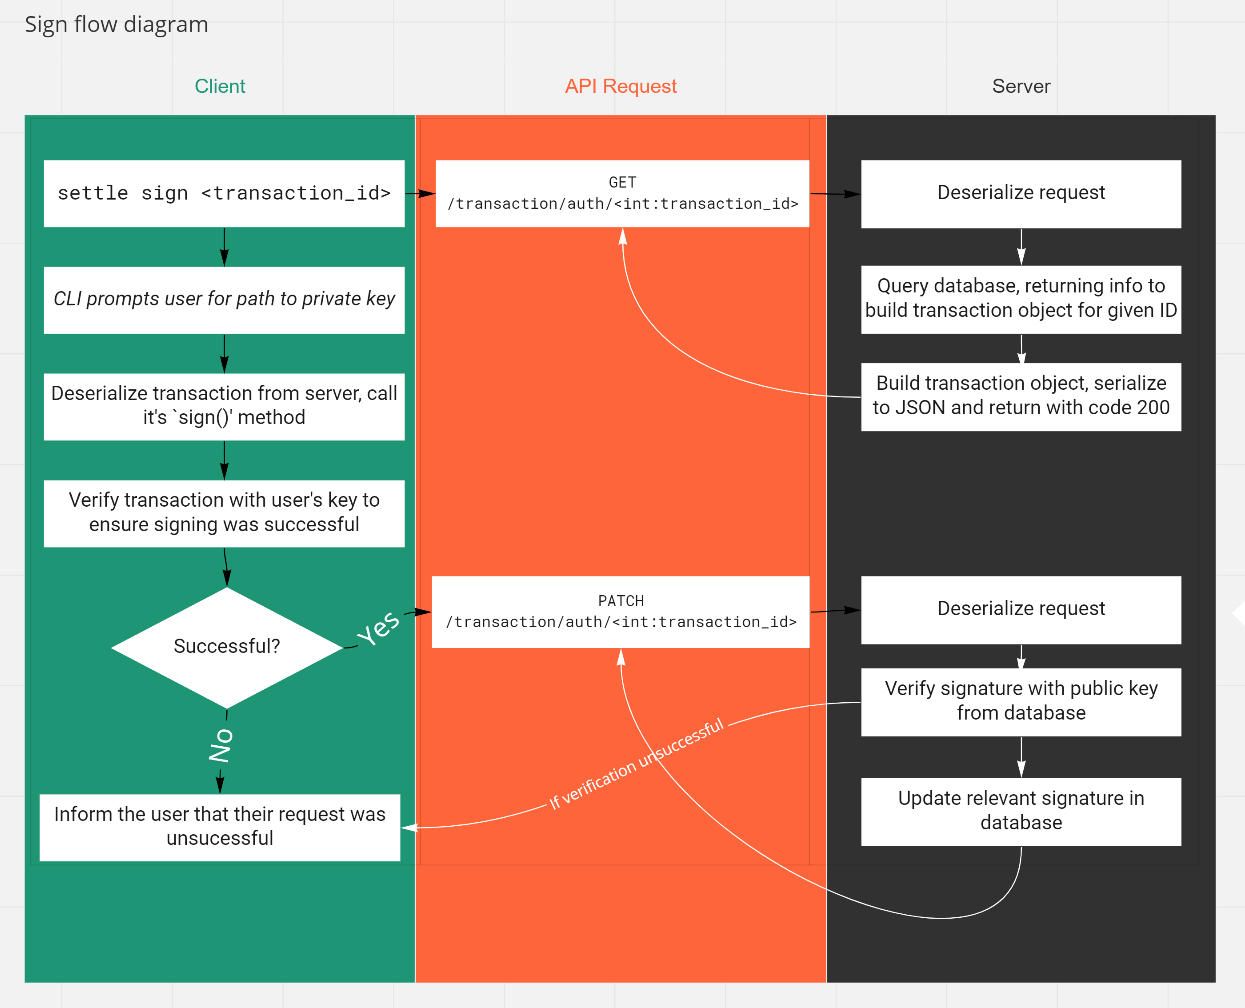 Sign flow diagram
Client
API Request
Server
settle sign <transaction_id>
GET
/transaction/auth/<int:transaction_id>
Deserialize request
CLI prompts user for path to private key
Query database, returning info to
build transaction object for given ID
Deserialize transaction from server, call
it's `sign()' method
Build transaction object, serialize
to JSON and return with code 200
Verify transaction with user's key to
ensure signing was successful
Successful?
Yes
PATCH
/transaction/auth/<int:transaction_id>
Deserialize request
Verify signature with public key
from database
No
If verification unsuccessful
Inform the user that their request was
unsucessful
Update relevant signature in
database